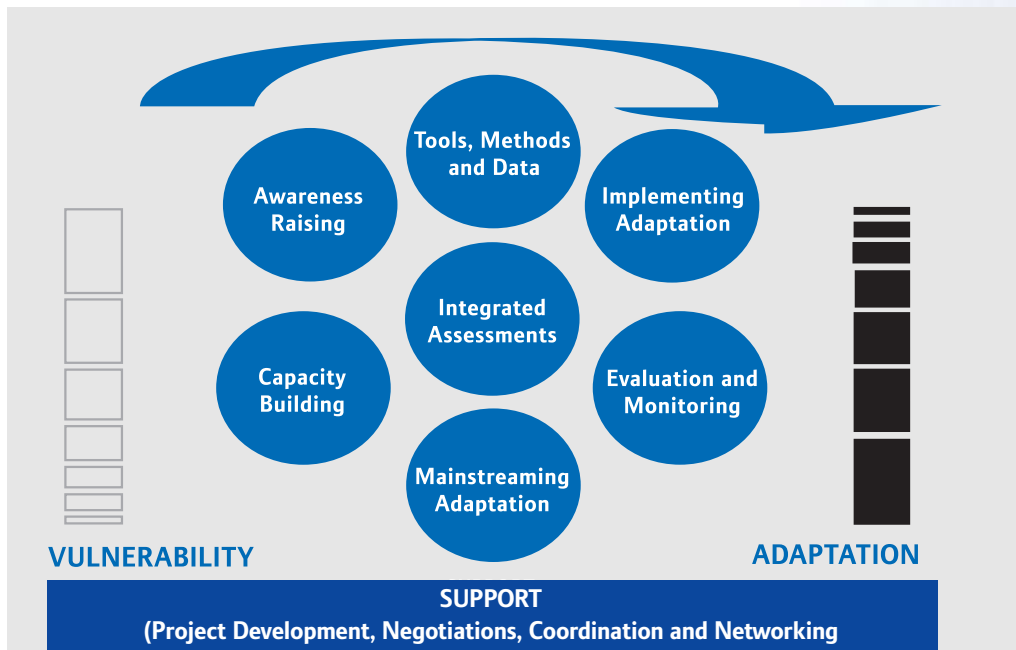 Tools, Methods
and Data
Awareness
Raising
Implementing
Adaptation
Integrated
Assessments
Capacity
Building
Evaluation and
Monitoring
Mainstreaming
Adaptation
VULNERABILITY
ADAPTATION
SUPPORT
(Project Development, Negotiations, Coordination and Networking